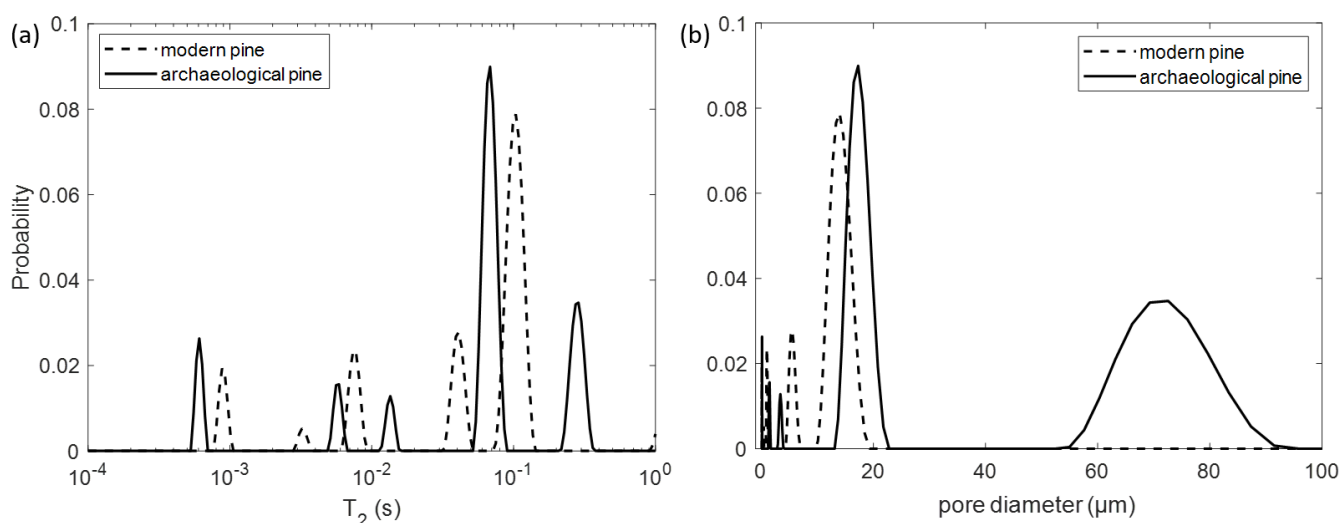 (a)
0.1
0.08
0.06
0.04
0.02
0
Probability
modern pine
archaeological pine
10-4
10-3
10-2
10-1
100
T2 (s)
(b)
0.1
0.08
0.06
0.04
0.02
0
modern pine
archaeological pine
0
20
40
60
80
100
pore diameter (μm)